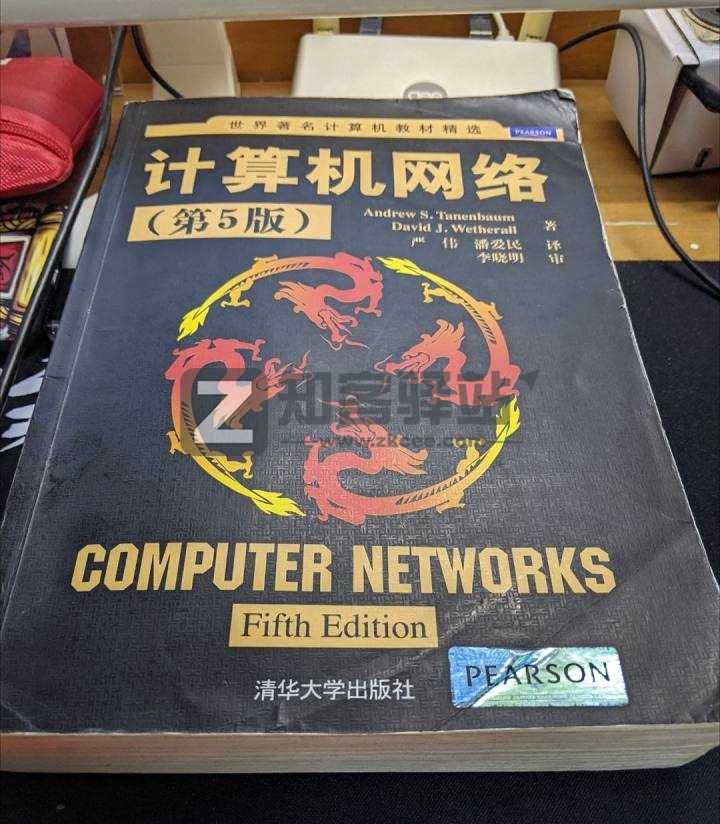 世界著名计算机教材精选
PEARSON
计算机网络
（第5版）
Andrew S. Tanenbaum
David J. Wetherall 著
严 伟 潘爱民 译
李晓明 审
Z 知客驿站
www.zkcee.com
COMPUTER NETWORKS
Fifth Edition
清华大学出版社
PEARSON